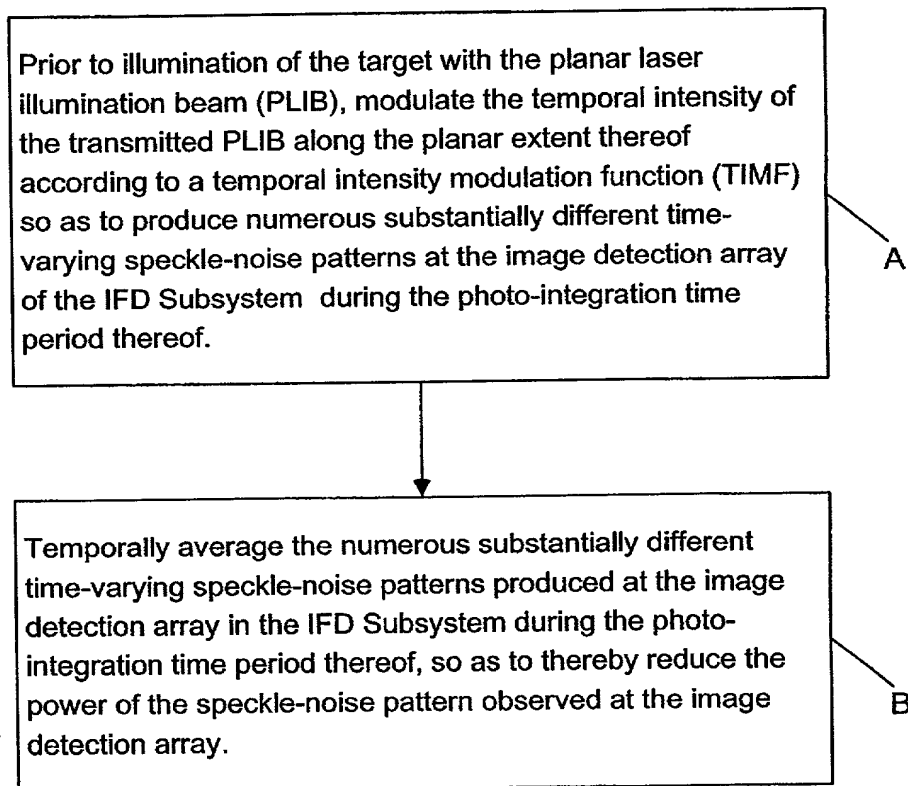 Prior to illumination of the target with the planar laser
illumination beam (PLIB), modulate the temporal intensity of
the transmitted PLIB along the planar extent thereof
according to a temporal intensity modulation function (TIMF)
so as to produce numerous substantially different time-
varying speckle-noise patterns at the image detection array
of the IFD Subsystem during the photo-integration time
period thereof.
A
Temporally average the numerous substantially different
time-varying speckle-noise patterns produced at the image
detection array in the IFD Subsystem during the photo-
integration time period thereof, so as to thereby reduce the
power of the speckle-noise pattern observed at the image
detection array.
B